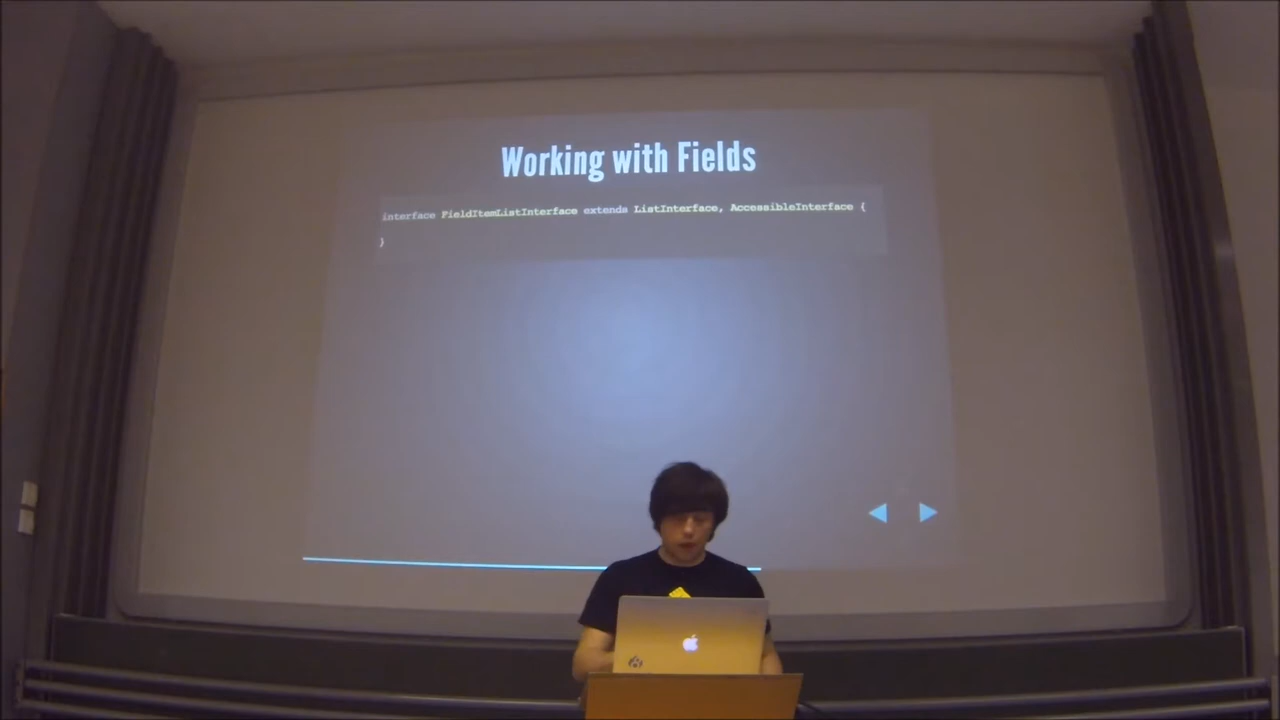 Working with Fields
interface FieldItemListInterface extends ListInterface, AccessibleInterface {
}